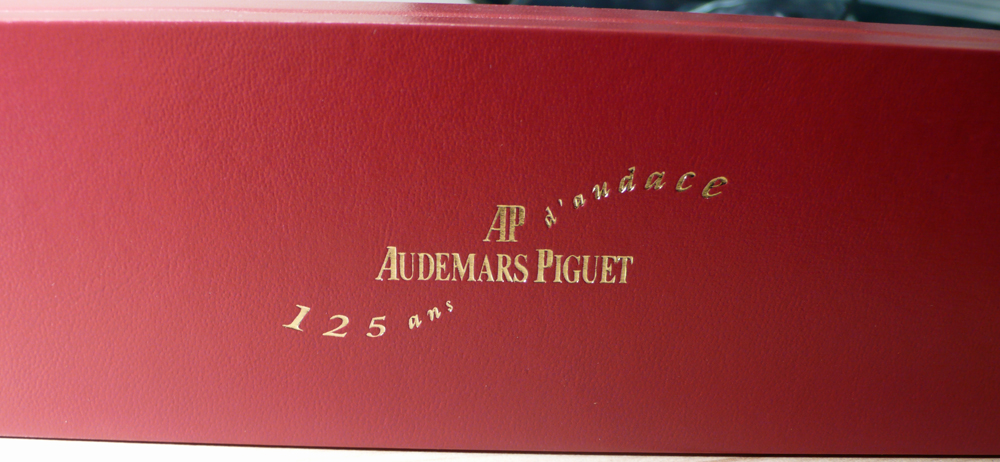 d'audace
AP
AUDEMARS PIGUET
125 ans